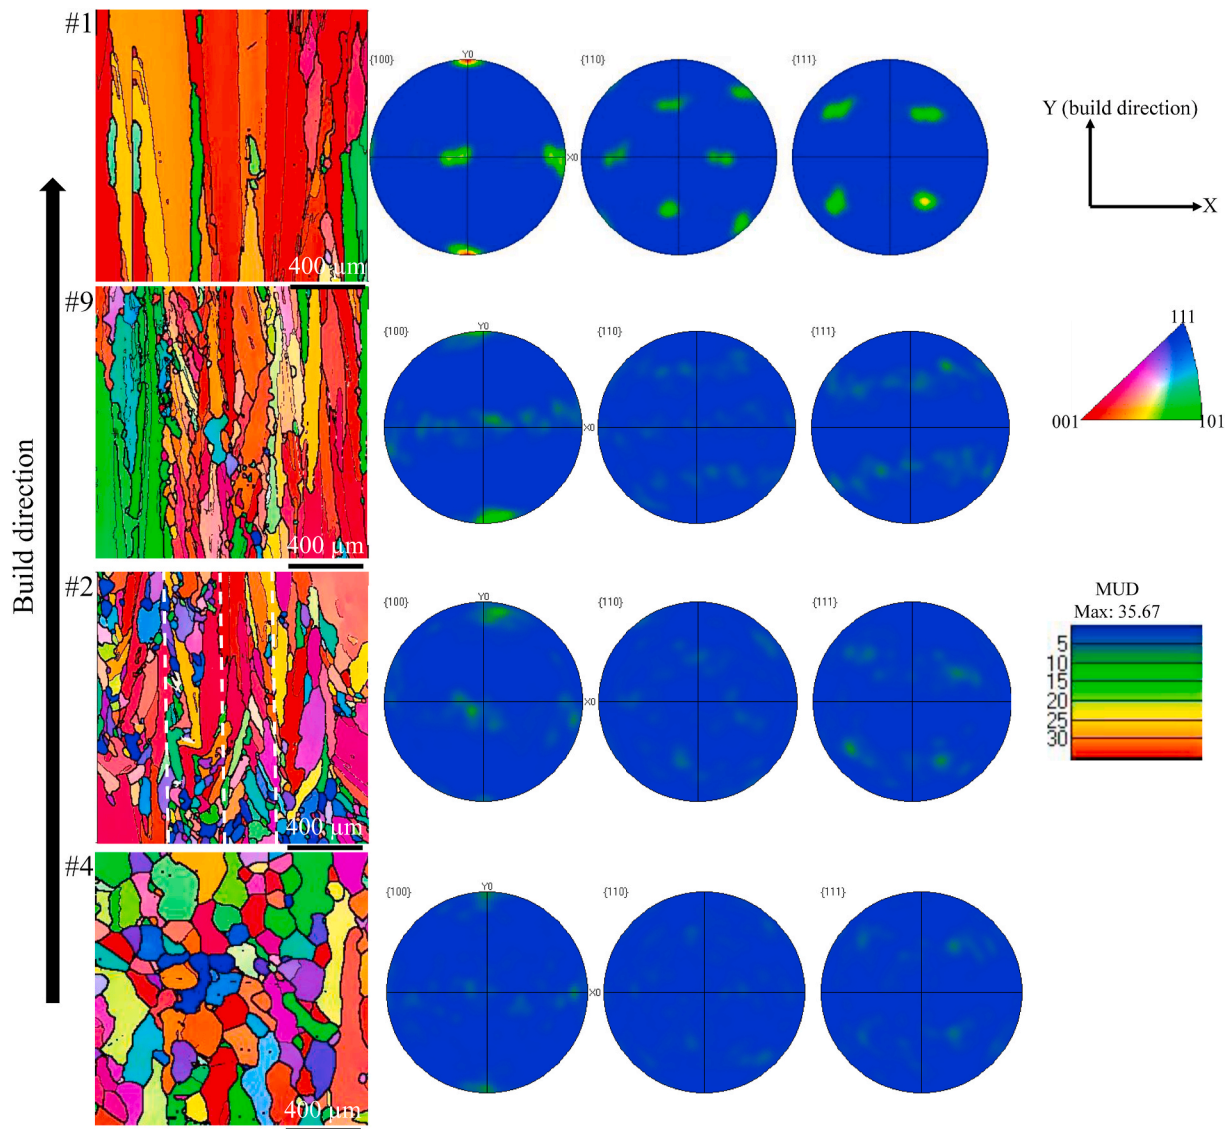 #1
400 µm
{100}
Y0
X0
{110}
{111}
Y (build direction)
X
Build direction
#9
400 µm
{100}
Y0
X0
{110}
{111}
111
001
101
#2
400 µm
{100}
Y0
X0
{110}
{111}
MUD
Max: 35.67
5
10
15
20
25
30
#4
400 µm
{100}
Y0
X0
{110}
{111}